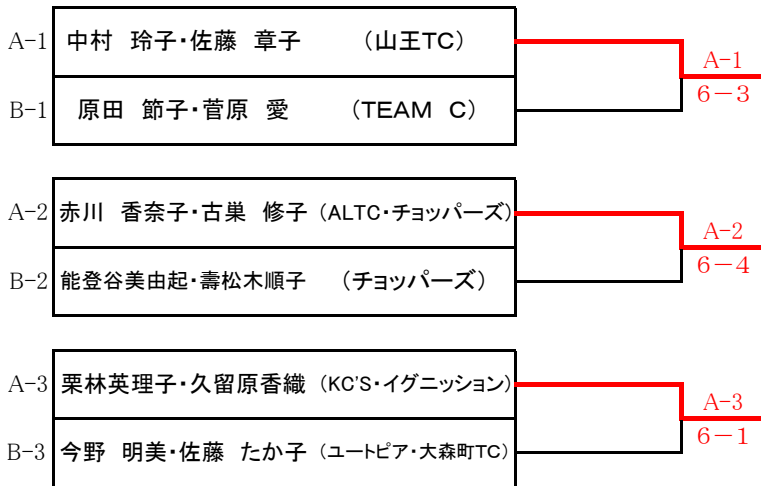 A-1 中村　玲子・佐藤　章子　　（山王TC）
A-1
B-1 原田　節子・菅原　愛　　（TEAM　C）
6－3
A-2 赤川　香奈子・古巣　修子（ALTC・チョッパーズ）
A-2
B-2 能登谷美由起・壽松木順子　（チョッパーズ）
6－4
A-3 栗林英理子・久留原香織（KC'S・イグニッション）
A-3
B-3 今野　明美・佐藤　たか子（ユートピア・大森町TC）
6－1